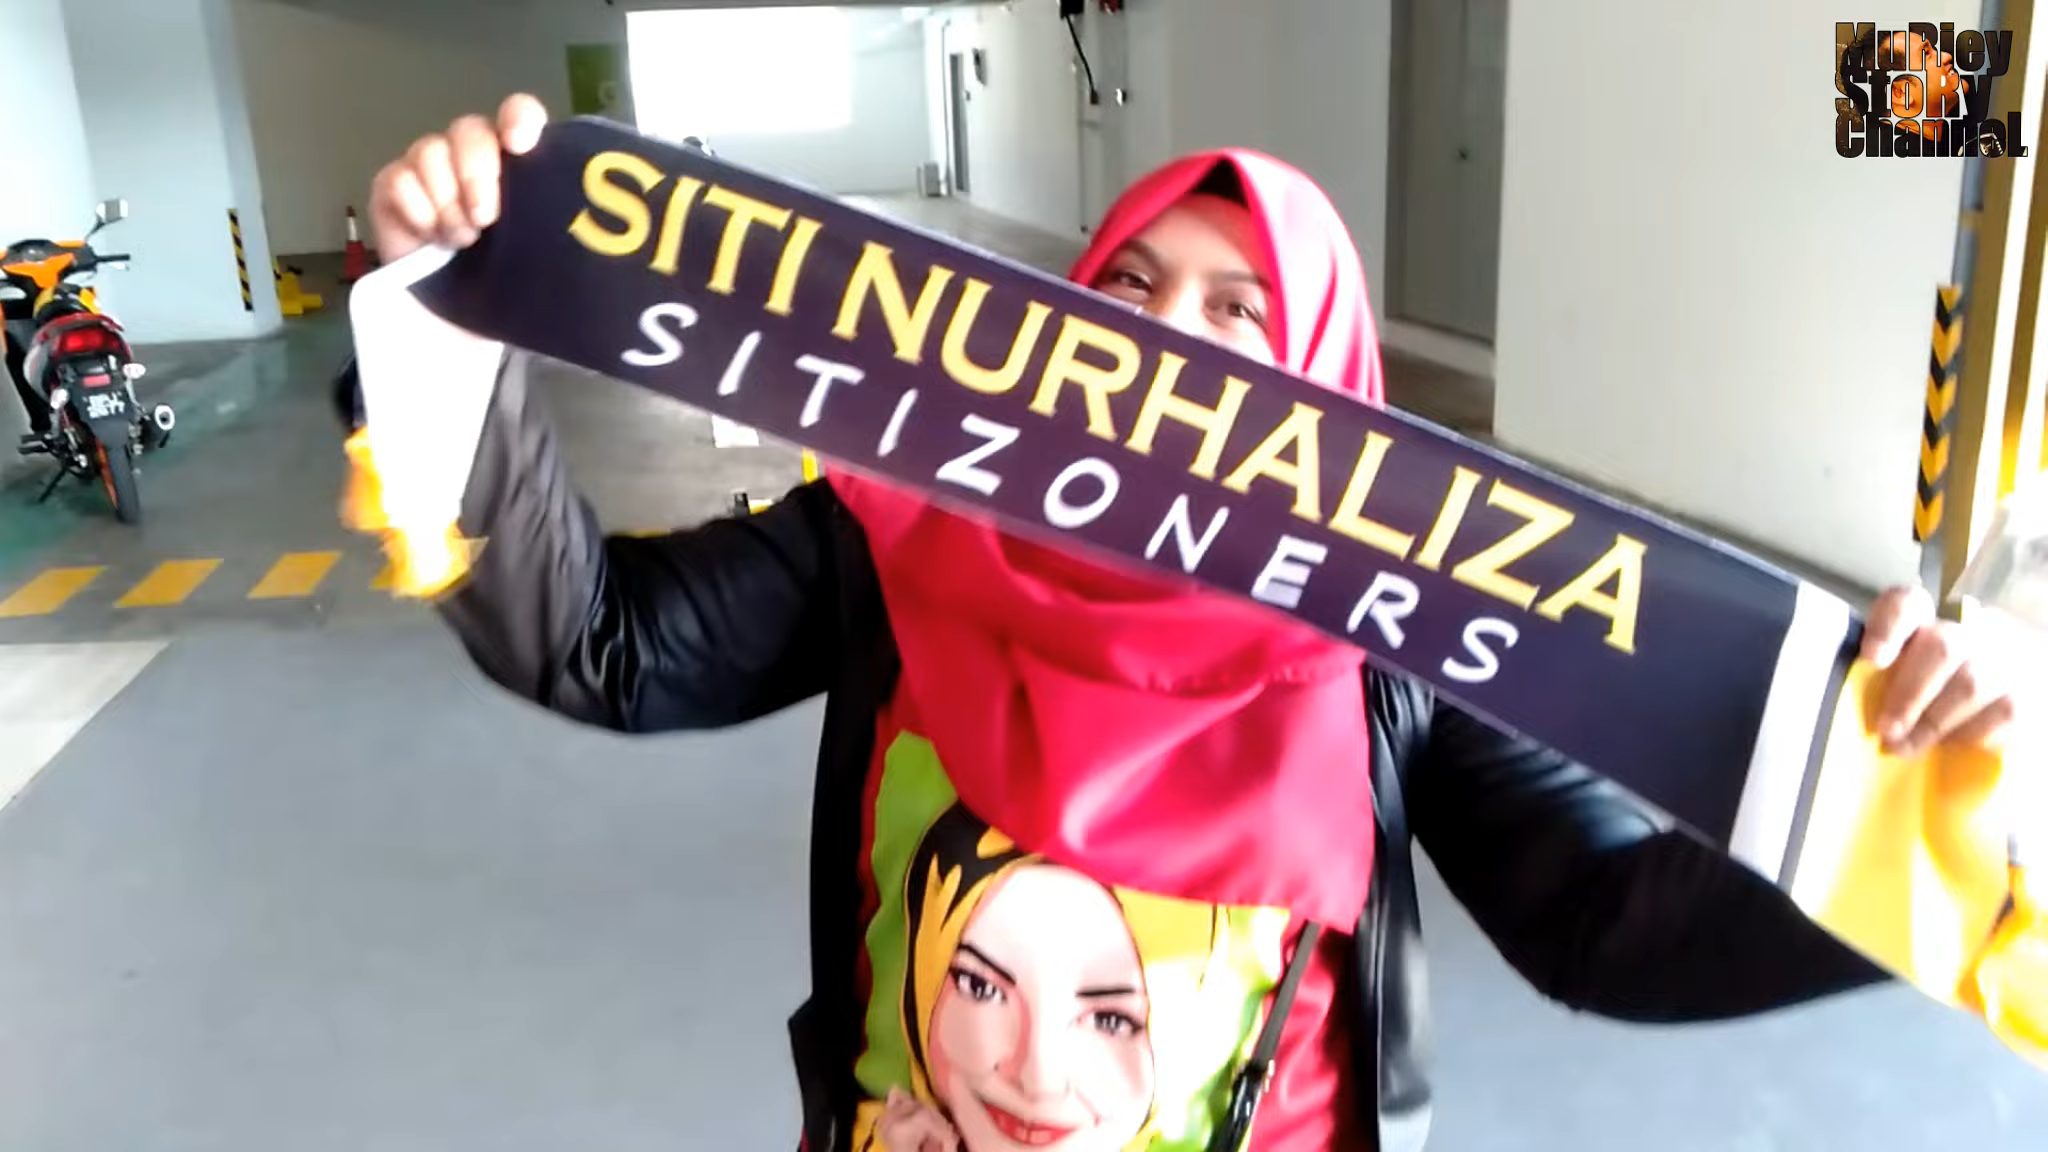 MuRiey
StoRy
ChanneL
SITI NURHALIZA
SITIZONERS